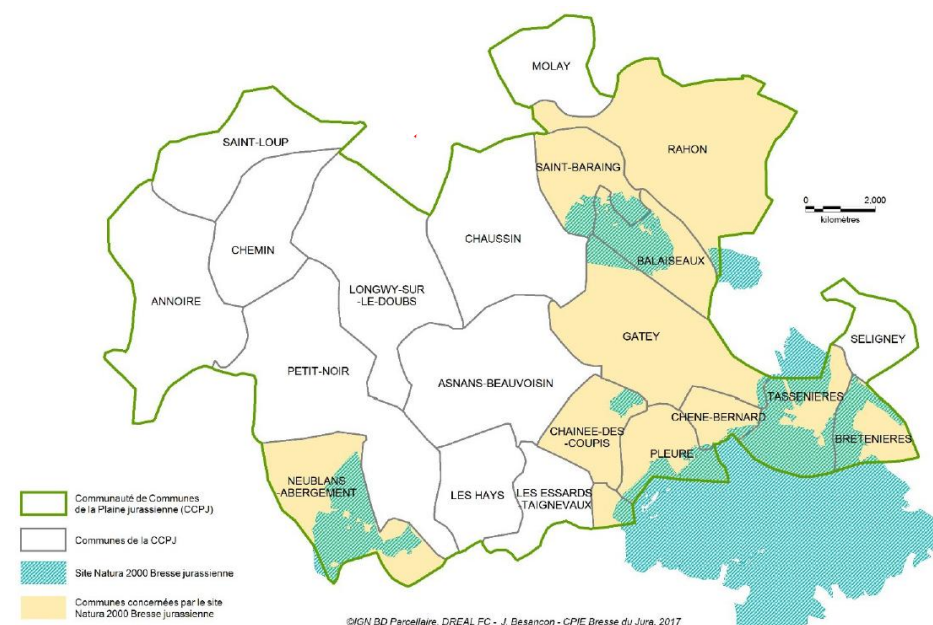 MOLAY
SAINT-LOUP
RAHON
SAINT-BARAING
0 2,000
kilomètres
CHEMIN
CHAUSSIN
BALAISEAUX
ANNOIRE
LONGWY-SUR
-LE-DOUBS
GATEY
SELIGNEY
PETIT-NOIR
ASNANS-BEAUVOISIN
TASSENIERES
CHENE-BERNARD
CHAINEE-DES
-COUPIS
BRETENIERES
PLEURE
NEUBLANS
-ABERGEMENT
LES HAYS
LES ESSARDS
-TAIGNEVAUX
Communauté de Communes
de la Plaine jurassienne (CCPJ)
Communes de la CCPJ
Site Natura 2000 Bresse jurassienne
Communes concernées par le site
Natura 2000 Bresse jurassienne
©IGN BD Parcellaire, DREAL FC - J. Besançon - CPIE Bresse du Jura, 2017